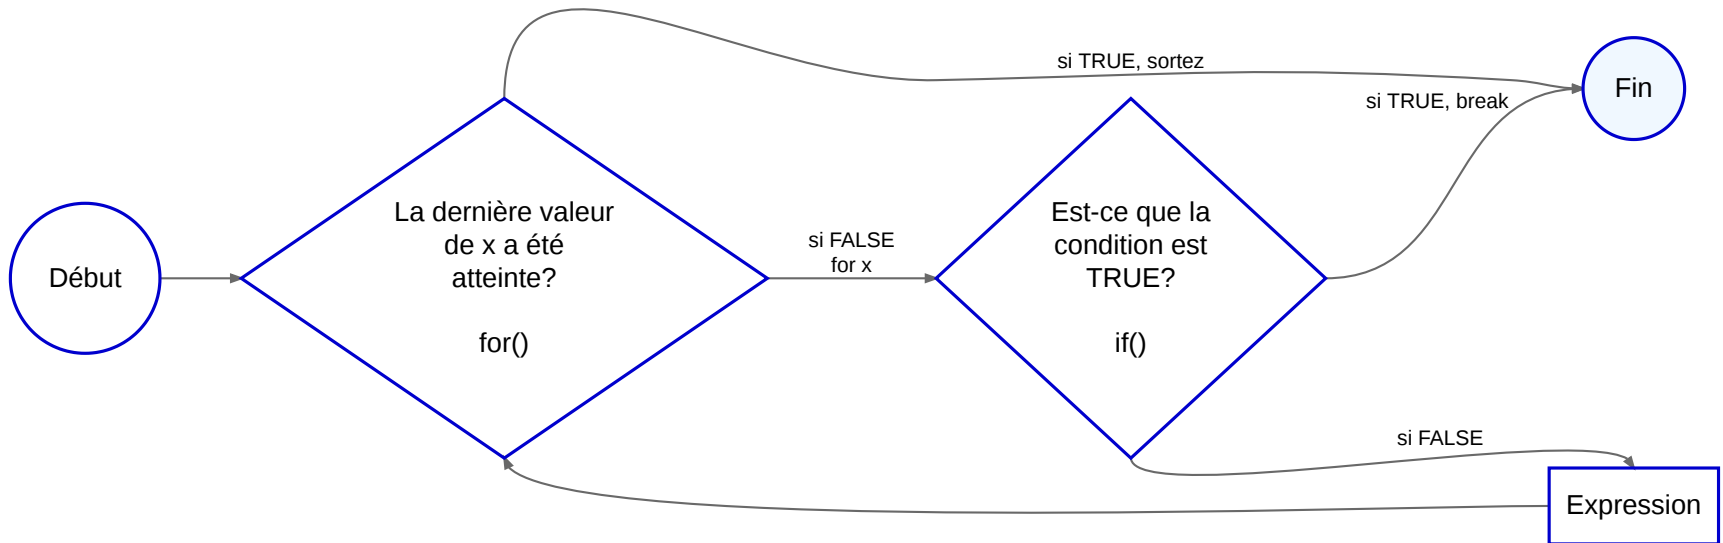 Début
La dernière valeur
de x a été
atteinte?
for()
si FALSE
for x
Est-ce que la
condition est
TRUE?
if()
si TRUE, sortez
si TRUE, break
Fin
si FALSE
Expression